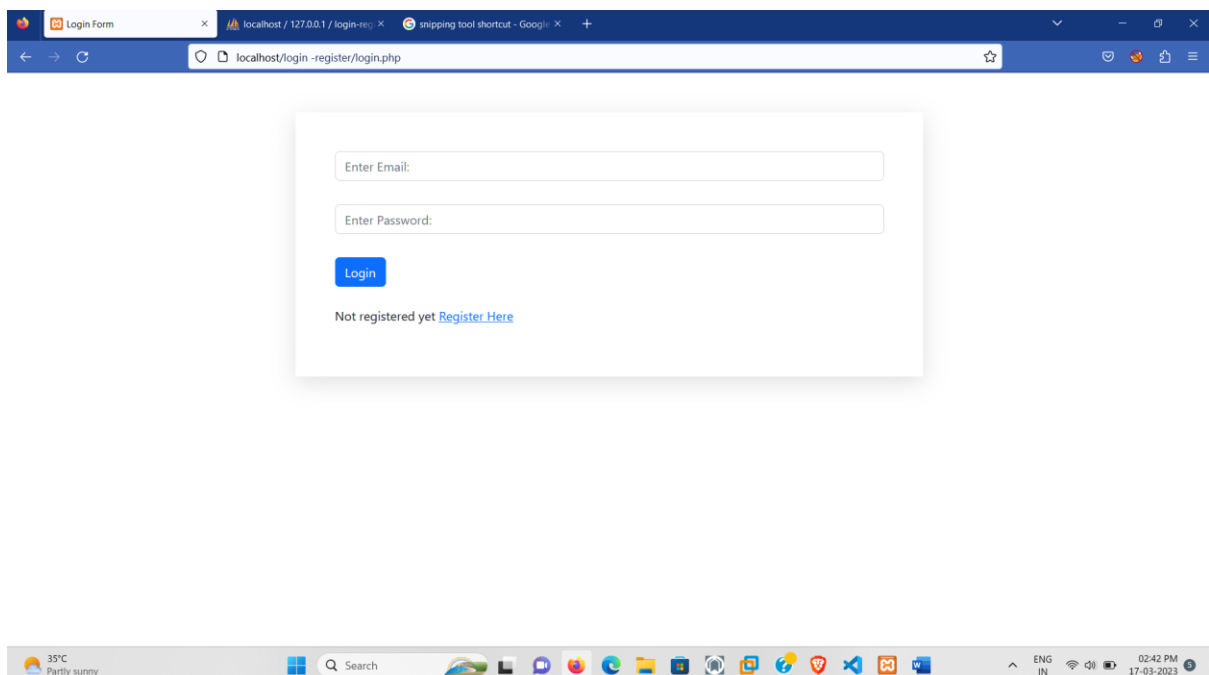 Login Form
localhost / 127.0.0.1 / login-reg
snipping tool shortcut - Google
localhost/login -register/login.php
Enter Email:
Enter Password:
Login
Not registered yet Register Here
35°C
Partly sunny
Search
ENG
IN
02:42 PM
17-03-2023
5